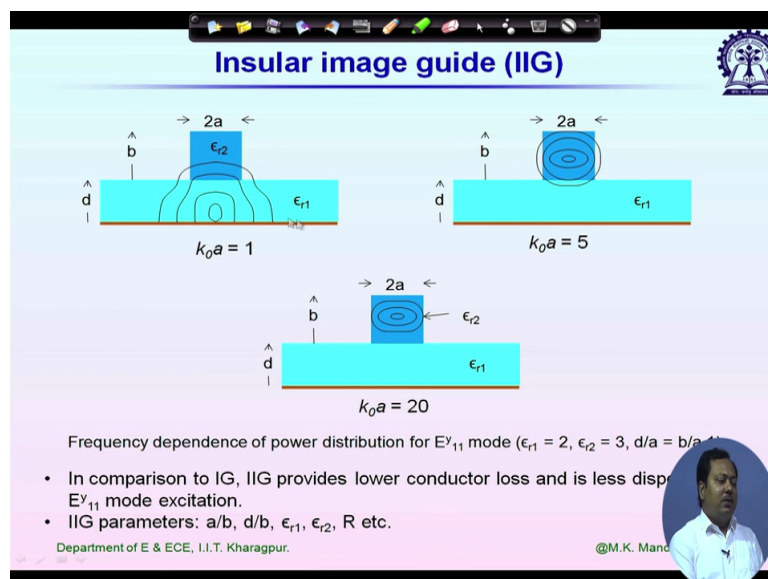 Insular image guide (IIG)
2a
b
ϵr2
d
ϵr1
k0a = 1
2a
b
d
ϵr1
k0a = 5
2a
b
ϵr2
d
ϵr1
k0a = 20
Frequency dependence of power distribution for Ey11 mode (ϵr1 = 2, ϵr2 = 3, d/a = b/a
• In comparison to IG, IIG provides lower conductor loss and is less
Ey11 mode excitation.
• IIG parameters: a/b, d/b, ϵr1, ϵr2, R etc.
Department of E & ECE, I.I.T. Kharagpur.
@M.K.